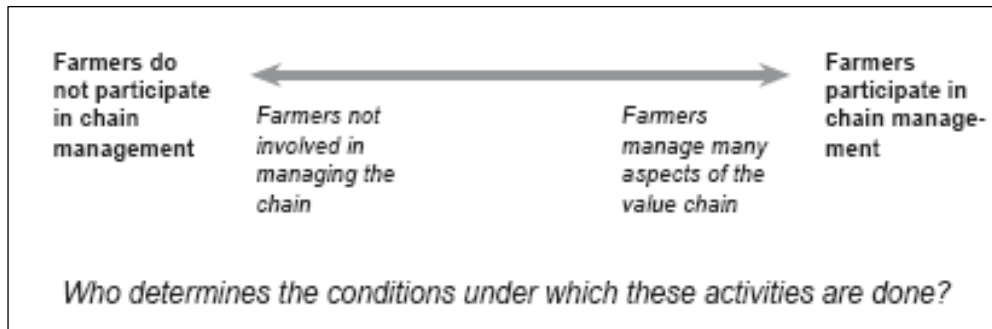 Farmers do
not participate
in chain
management
Farmers not
involved in
managing the
chain
Farmers
manage many
aspects of the
value chain
Farmers
participate in
chain manage-
ment
Who determines the conditions under which these activities are done?